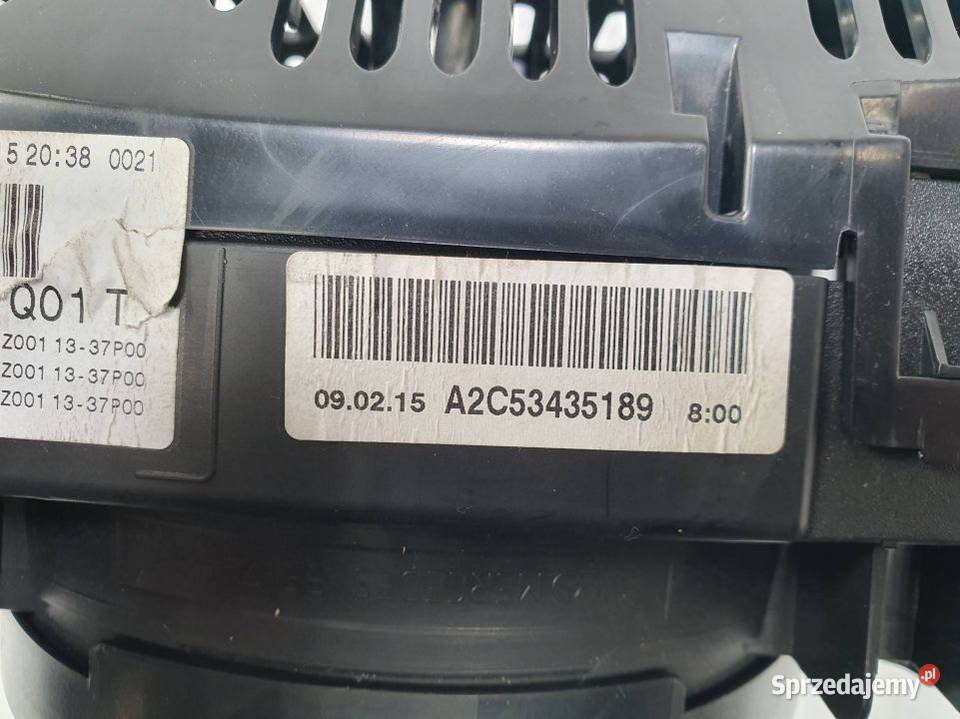 5 20:38 0021
Q01 T
Z001 13-37P00
Z001 13-37P00
Z001 13-37P00
09.02.15 A2C53435189 8:00
Sprzedajemy.pl